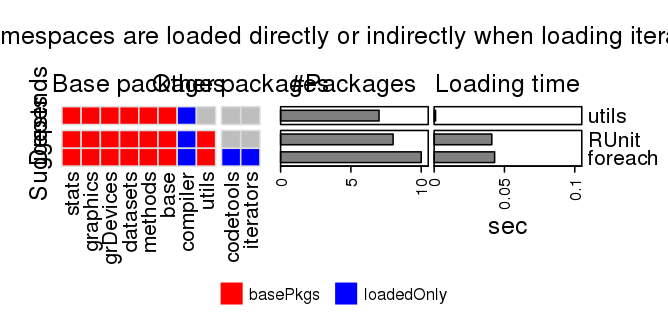 mespaces are loaded directly or indirectly when loading itera
Base packages Other packages #Packages Loading time
Depends
Suggests
utils
RUnit
foreach
stats
graphics
grDevices
datasets
methods
base
compiler
utils
codetools
iterators
0 5 10
0 0.05 0.1
sec
basePkgs loadedOnly